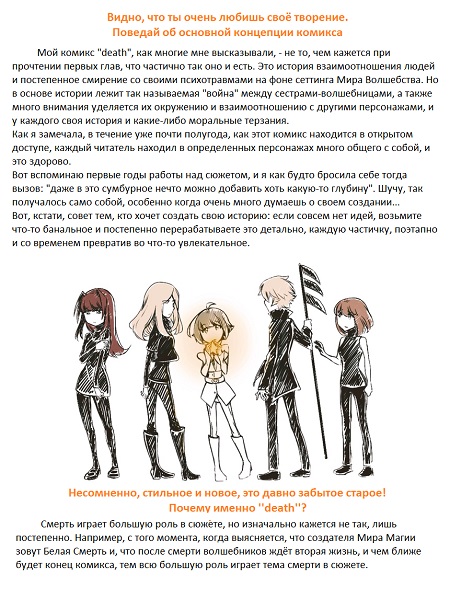 Видно, что ты очень любишь своё творение.
Поведай об основной концепции комикса
Мой комикс "death", как многие мне высказывали, - не то, чем кажется при
прочтении первых глав, что частично так оно и есть. Это история взаимоотношения людей
и постепенное смирение со своими психотравмами на фоне сеттинга Мира Волшебства. Но
в основе истории лежит так называемая "война" между сестрами-волшебницами, а также
много внимания уделяется их окружению и взаимоотношению с другими персонажами, и
у каждого своя история и какие-либо моральные терзания.
Как я замечала, в течение уже почти полугода, как этот комикс находится в открытом
доступе, каждый читатель находил в определенных персонажах много общего с собой, и
это здорово.
Вот вспоминаю первые годы работы над сюжетом, и я как будто бросила себе тогда
вызов: "даже в это сумбурное нечто можно добавить хоть какую-то глубину". Шучу, так
получалось само собой, особенно когда очень много думаешь о своем создании...
Вот, кстати, совет тем, кто хочет создать свою историю: если совсем нет идей, возьмите
что-то банальное и постепенно перерабатываете это детально, каждую частичку, поэтапно
и со временем превратив во что-то увлекательное.
Несомненно, стильное и новое, это давно забытое старое!
Почему именно "death"?
Смерть играет большую роль в сюжёте, но изначально кажется не так, лишь
постепенно. Например, с того момента, когда выясняется, что создателя Мира Магии
зовут Белая Смерть и, что после смерти волшебников ждёт вторая жизнь, и чем ближе
будет конец комикса, тем всю большую роль играет тема смерти в сюжете.